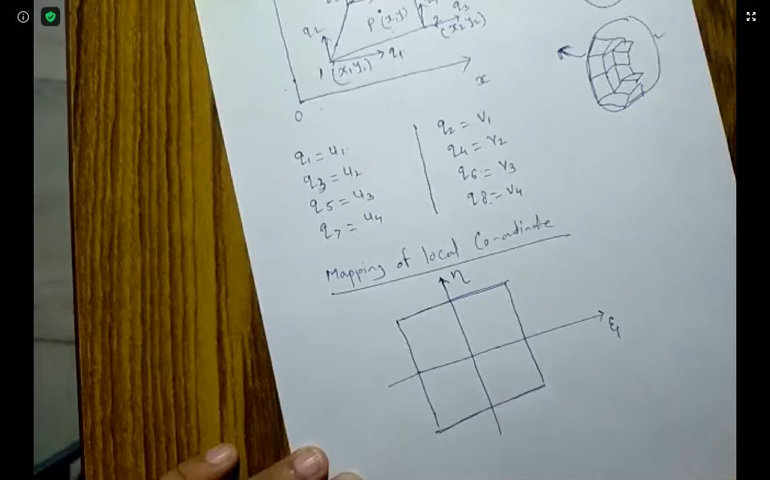 q2 P(x,y) q3
2 (x2 y2)
1 (x1 y1) q1
x
0
q1 = u1
q3 = u2
q5 = u3
q7 = u4
q2 = v1
q4 = v2
q6 = v3
q8 = v4
Mapping of local Co-ordinate
η
ξ